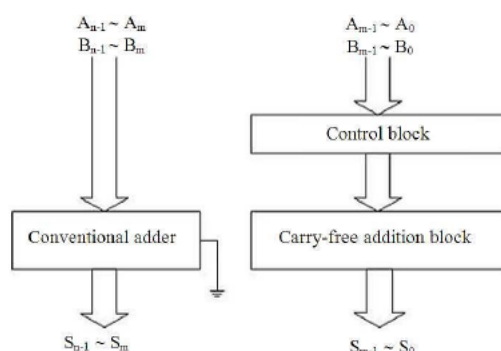 Aₙ₋₁ ~ Aₘ
Bₙ₋₁ ~ Bₘ
Aₘ₋₁ ~ A₀
Bₘ₋₁ ~ B₀
Control block
Conventional adder
Carry-free addition block
Sₙ₋₁ ~ Sₘ
Sₘ₋₁ ~ S₀